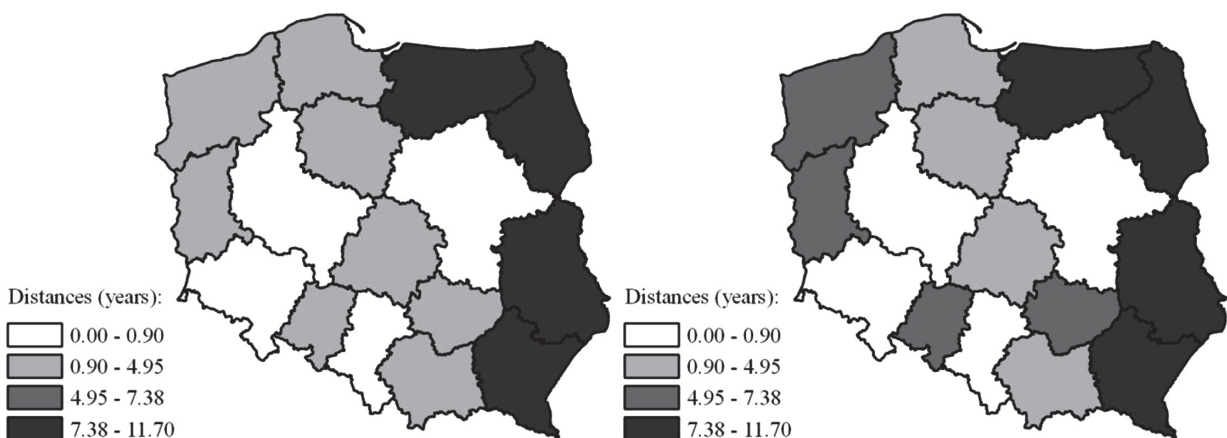 Distances (years):
0.00 - 0.90
0.90 - 4.95
4.95 - 7.38
7.38 - 11.70
Distances (years):
0.00 - 0.90
0.90 - 4.95
4.95 - 7.38
7.38 - 11.70